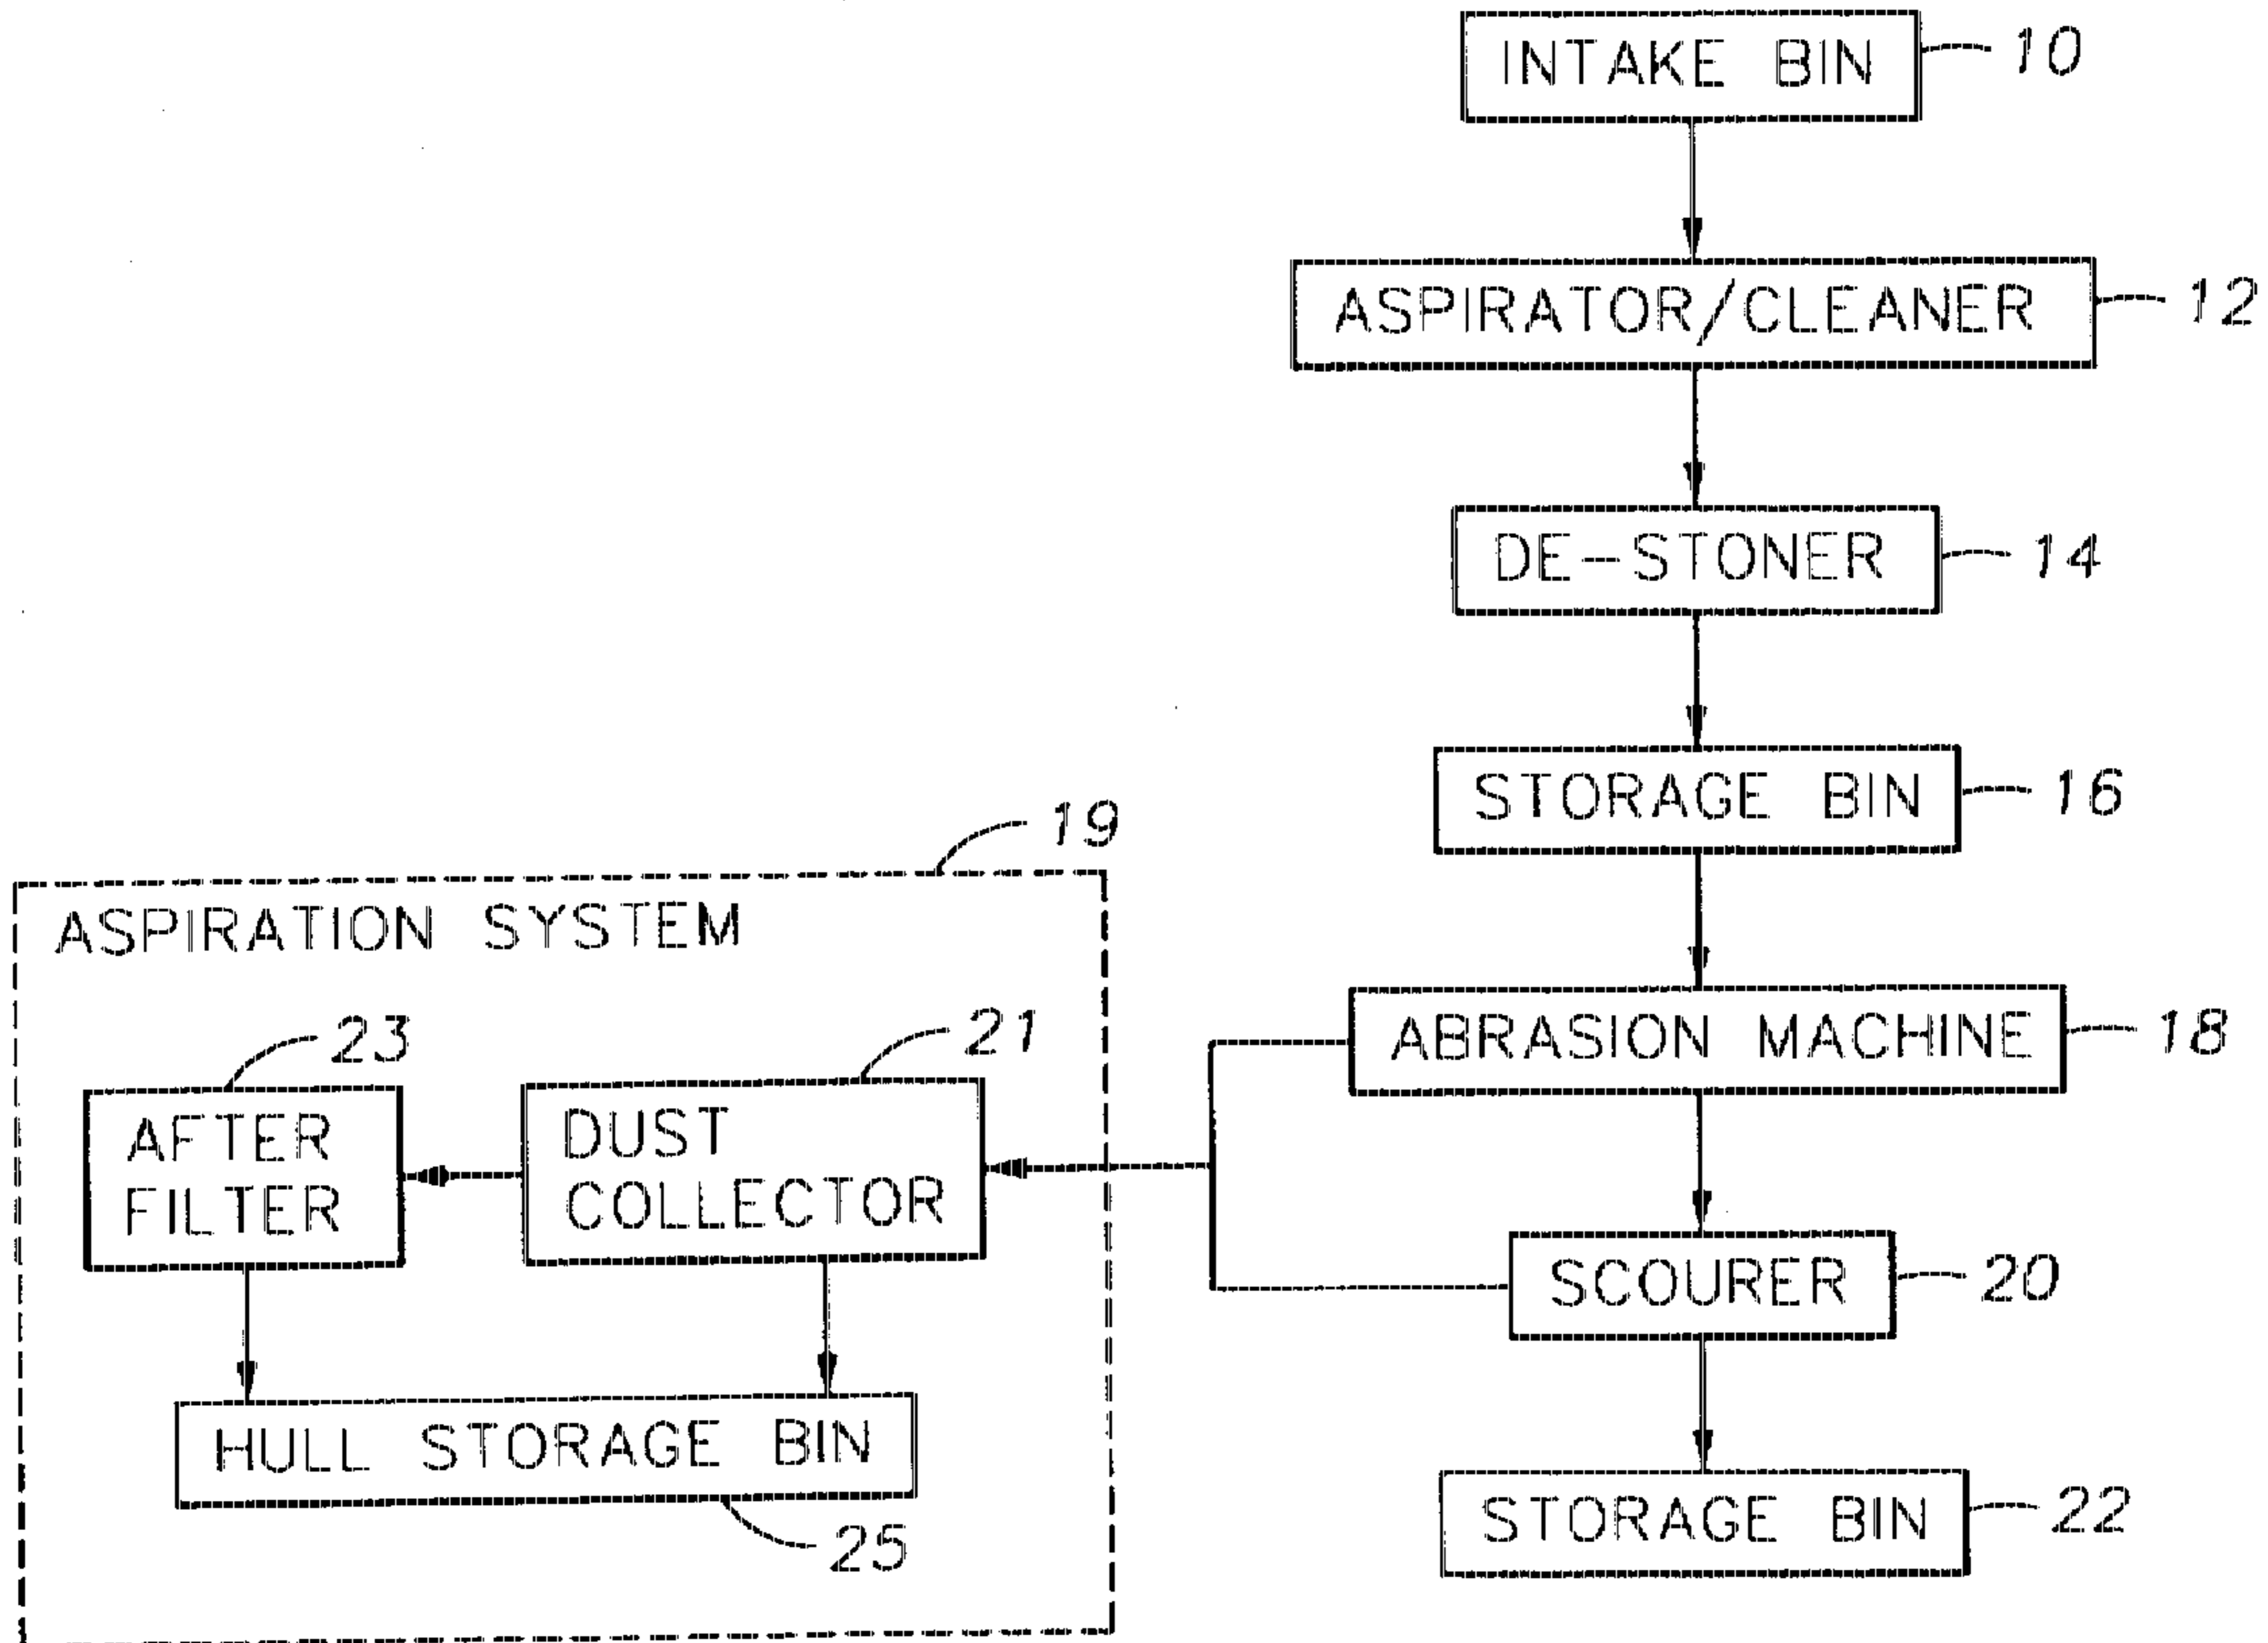 INTAKE BIN
10
ASPIRATOR/CLEANER
12
DE-STONER
14
STORAGE BIN
16
19
ASPIRATION SYSTEM
ABRASION MACHINE
18
23
21
AFTER
FILTER
DUST
COLLECTOR
SCOURER
20
HULL STORAGE BIN
25
STORAGE BIN
22